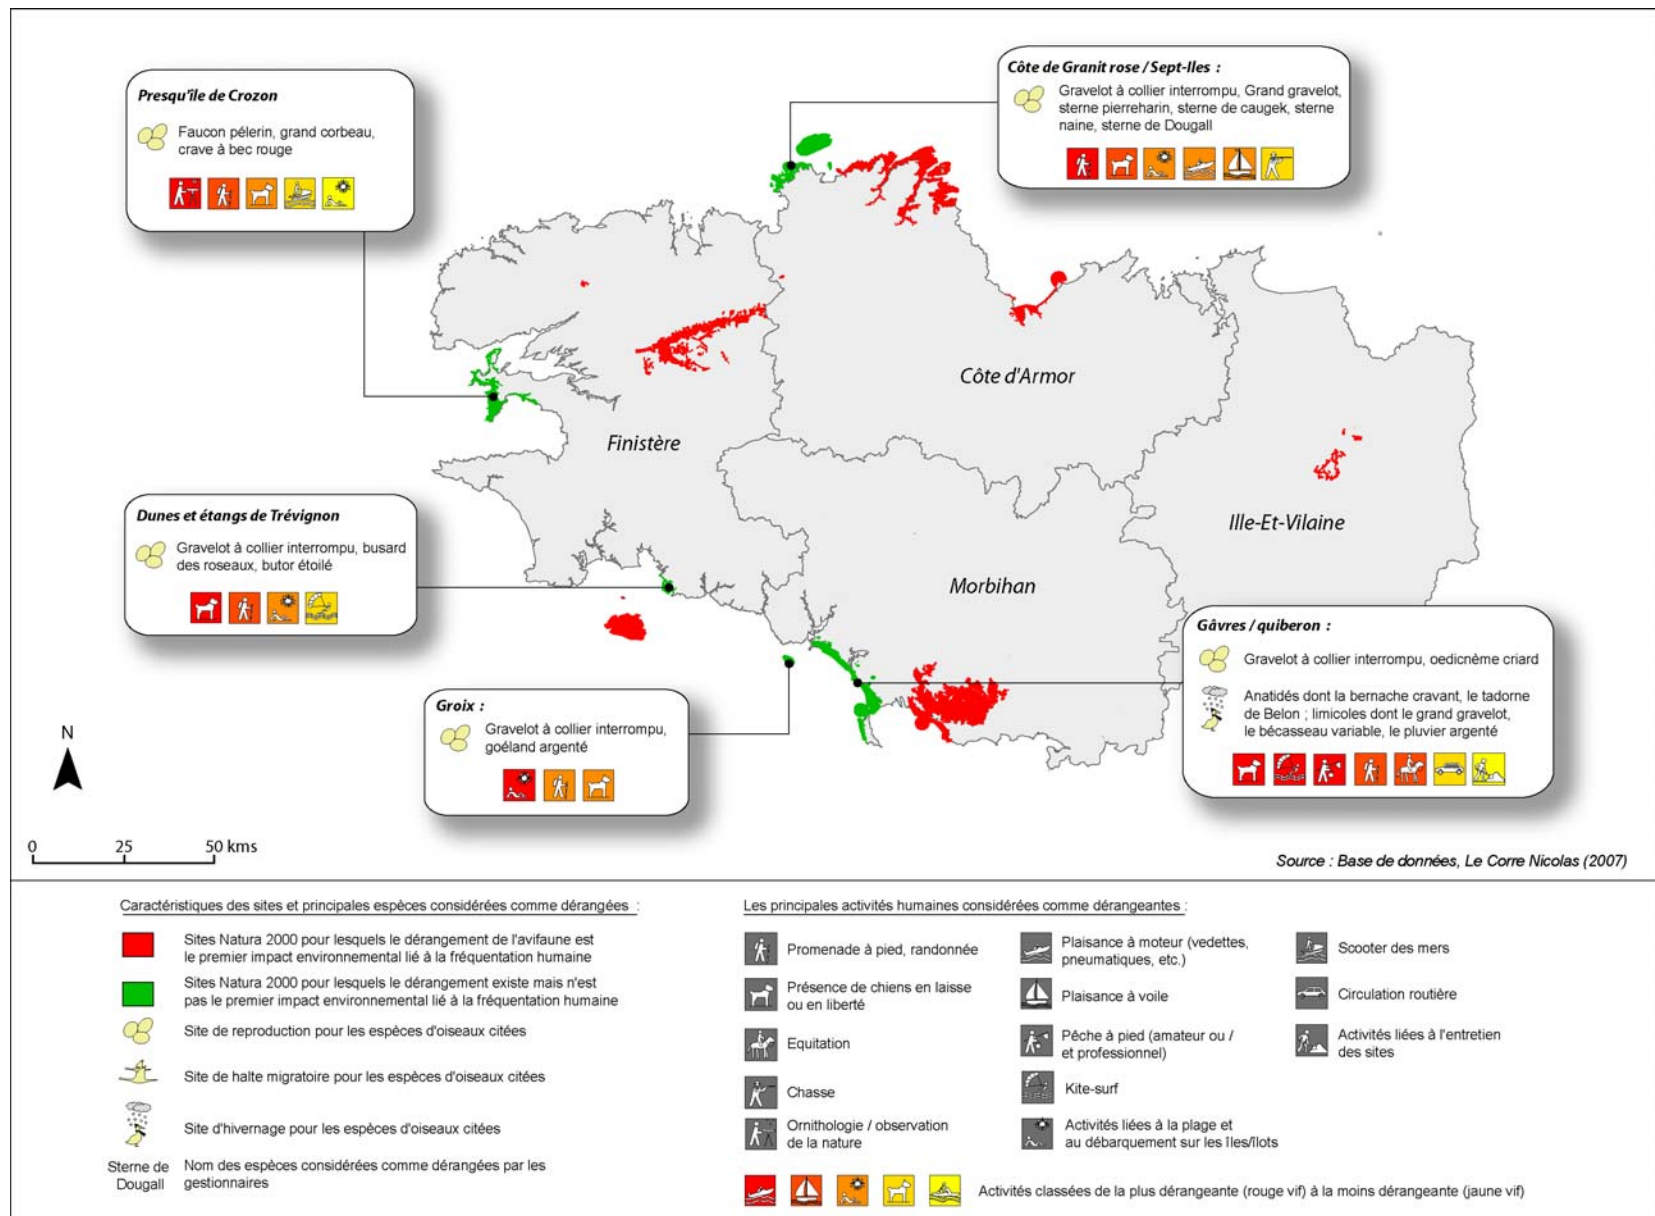 Presqu'île de Crozon
Faucon pélerin, grand corbeau,
crave à bec rouge
Côte de Granit rose / Sept-Iles :
Gravelot à collier interrompu, Grand gravelot,
sterne pierreharin, sterne de caugek, sterne
naine, sterne de Dougall
Côte d'Armor
Finistère
Ille-Et-Vilaine
Morbihan
Dunes et étangs de Trévignon
Gravelot à collier interrompu, busard
des roseaux, butor étoilé
Groix :
Gravelot à collier interrompu,
goéland argenté
Gâvres / quiberon :
Gravelot à collier interrompu, oedicnème criard
Anatidés dont la bernache cravant, le tadorne
de Belon ; limicoles dont le grand gravelot,
le bécasseau variable, le pluvier argenté
N
0 25 50 kms
Source : Base de données, Le Corre Nicolas (2007)
Caractéristiques des sites et principales espèces considérées comme dérangées :
Sites Natura 2000 pour lesquels le dérangement de l'avifaune est
le premier impact environnemental lié à la fréquentation humaine
Sites Natura 2000 pour lesquels le dérangement existe mais n'est
pas le premier impact environnemental lié à la fréquentation humaine
Site de reproduction pour les espèces d'oiseaux citées
Site de halte migratoire pour les espèces d'oiseaux citées
Site d'hivernage pour les espèces d'oiseaux citées
Sterne de
Dougall
Nom des espèces considérées comme dérangées par les
gestionnaires
Les principales activités humaines considérées comme dérangeantes :
Promenade à pied, randonnée
Présence de chiens en laisse
ou en liberté
Equitation
Chasse
Ornithologie / observation
de la nature
Plaisance à moteur (vedettes,
pneumatiques, etc.)
Plaisance à voile
Pêche à pied (amateur ou /
et professionnel)
Kite-surf
Activités liées à la plage et
au débarquement sur les îles/îlots
Scooter des mers
Circulation routière
Activités liées à l'entretien
des sites
Activités classées de la plus dérangeante (rouge vif) à la moins dérangeante (jaune vif)